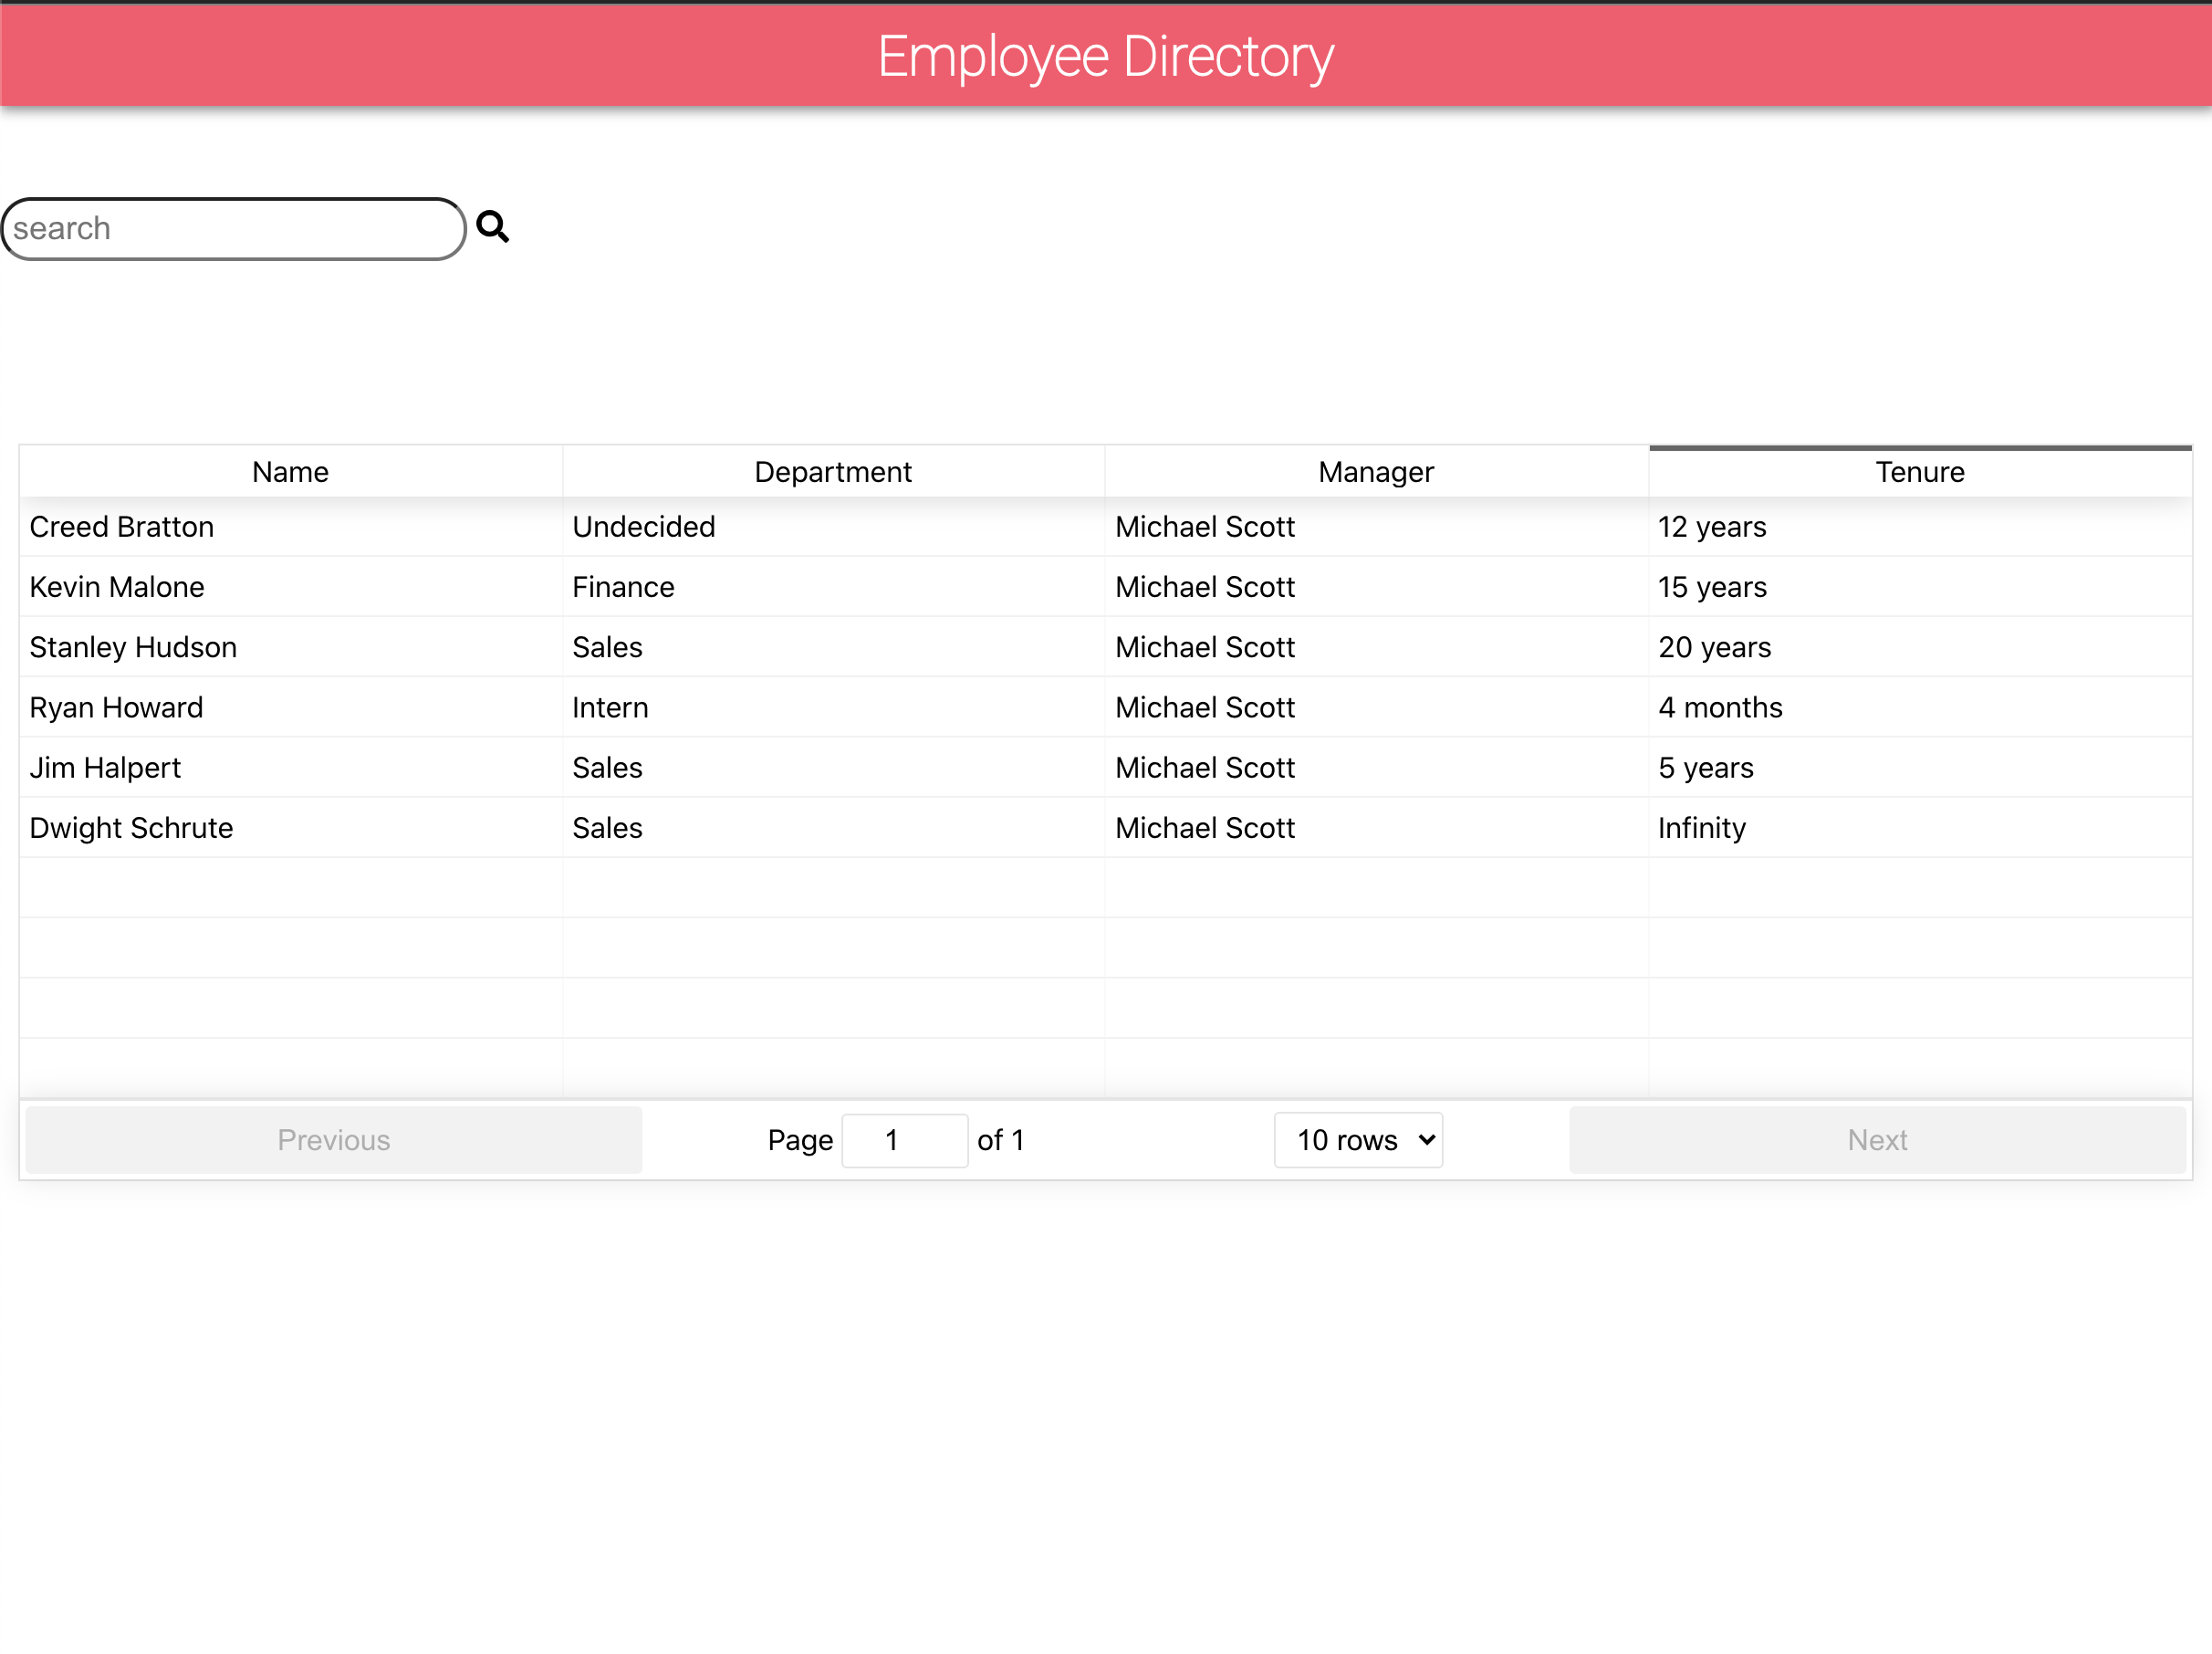 Employee Directory
search
Name Department Manager Tenure
Creed Bratton Undecided Michael Scott 12 years
Kevin Malone Finance Michael Scott 15 years
Stanley Hudson Sales Michael Scott 20 years
Ryan Howard Intern Michael Scott 4 months
Jim Halpert Sales Michael Scott 5 years
Dwight Schrute Sales Michael Scott Infinity
Previous Page 1 of 1 10 rows Next